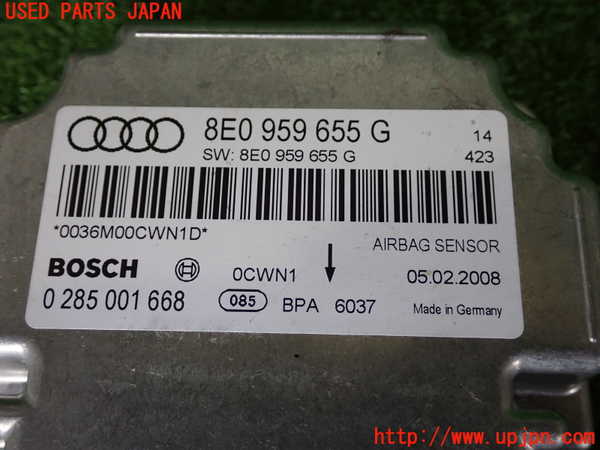 USED PARTS JAPAN
8E0 959 655 G 14
SW: 8E0 959 655 G 423
*0036M00CWN1D*
AIRBAG SENSOR
BOSCH 0CWN1 05.02.2008
0 285 001 668 085 BPA 6037 Made in Germany
http://www.upjpn.com/